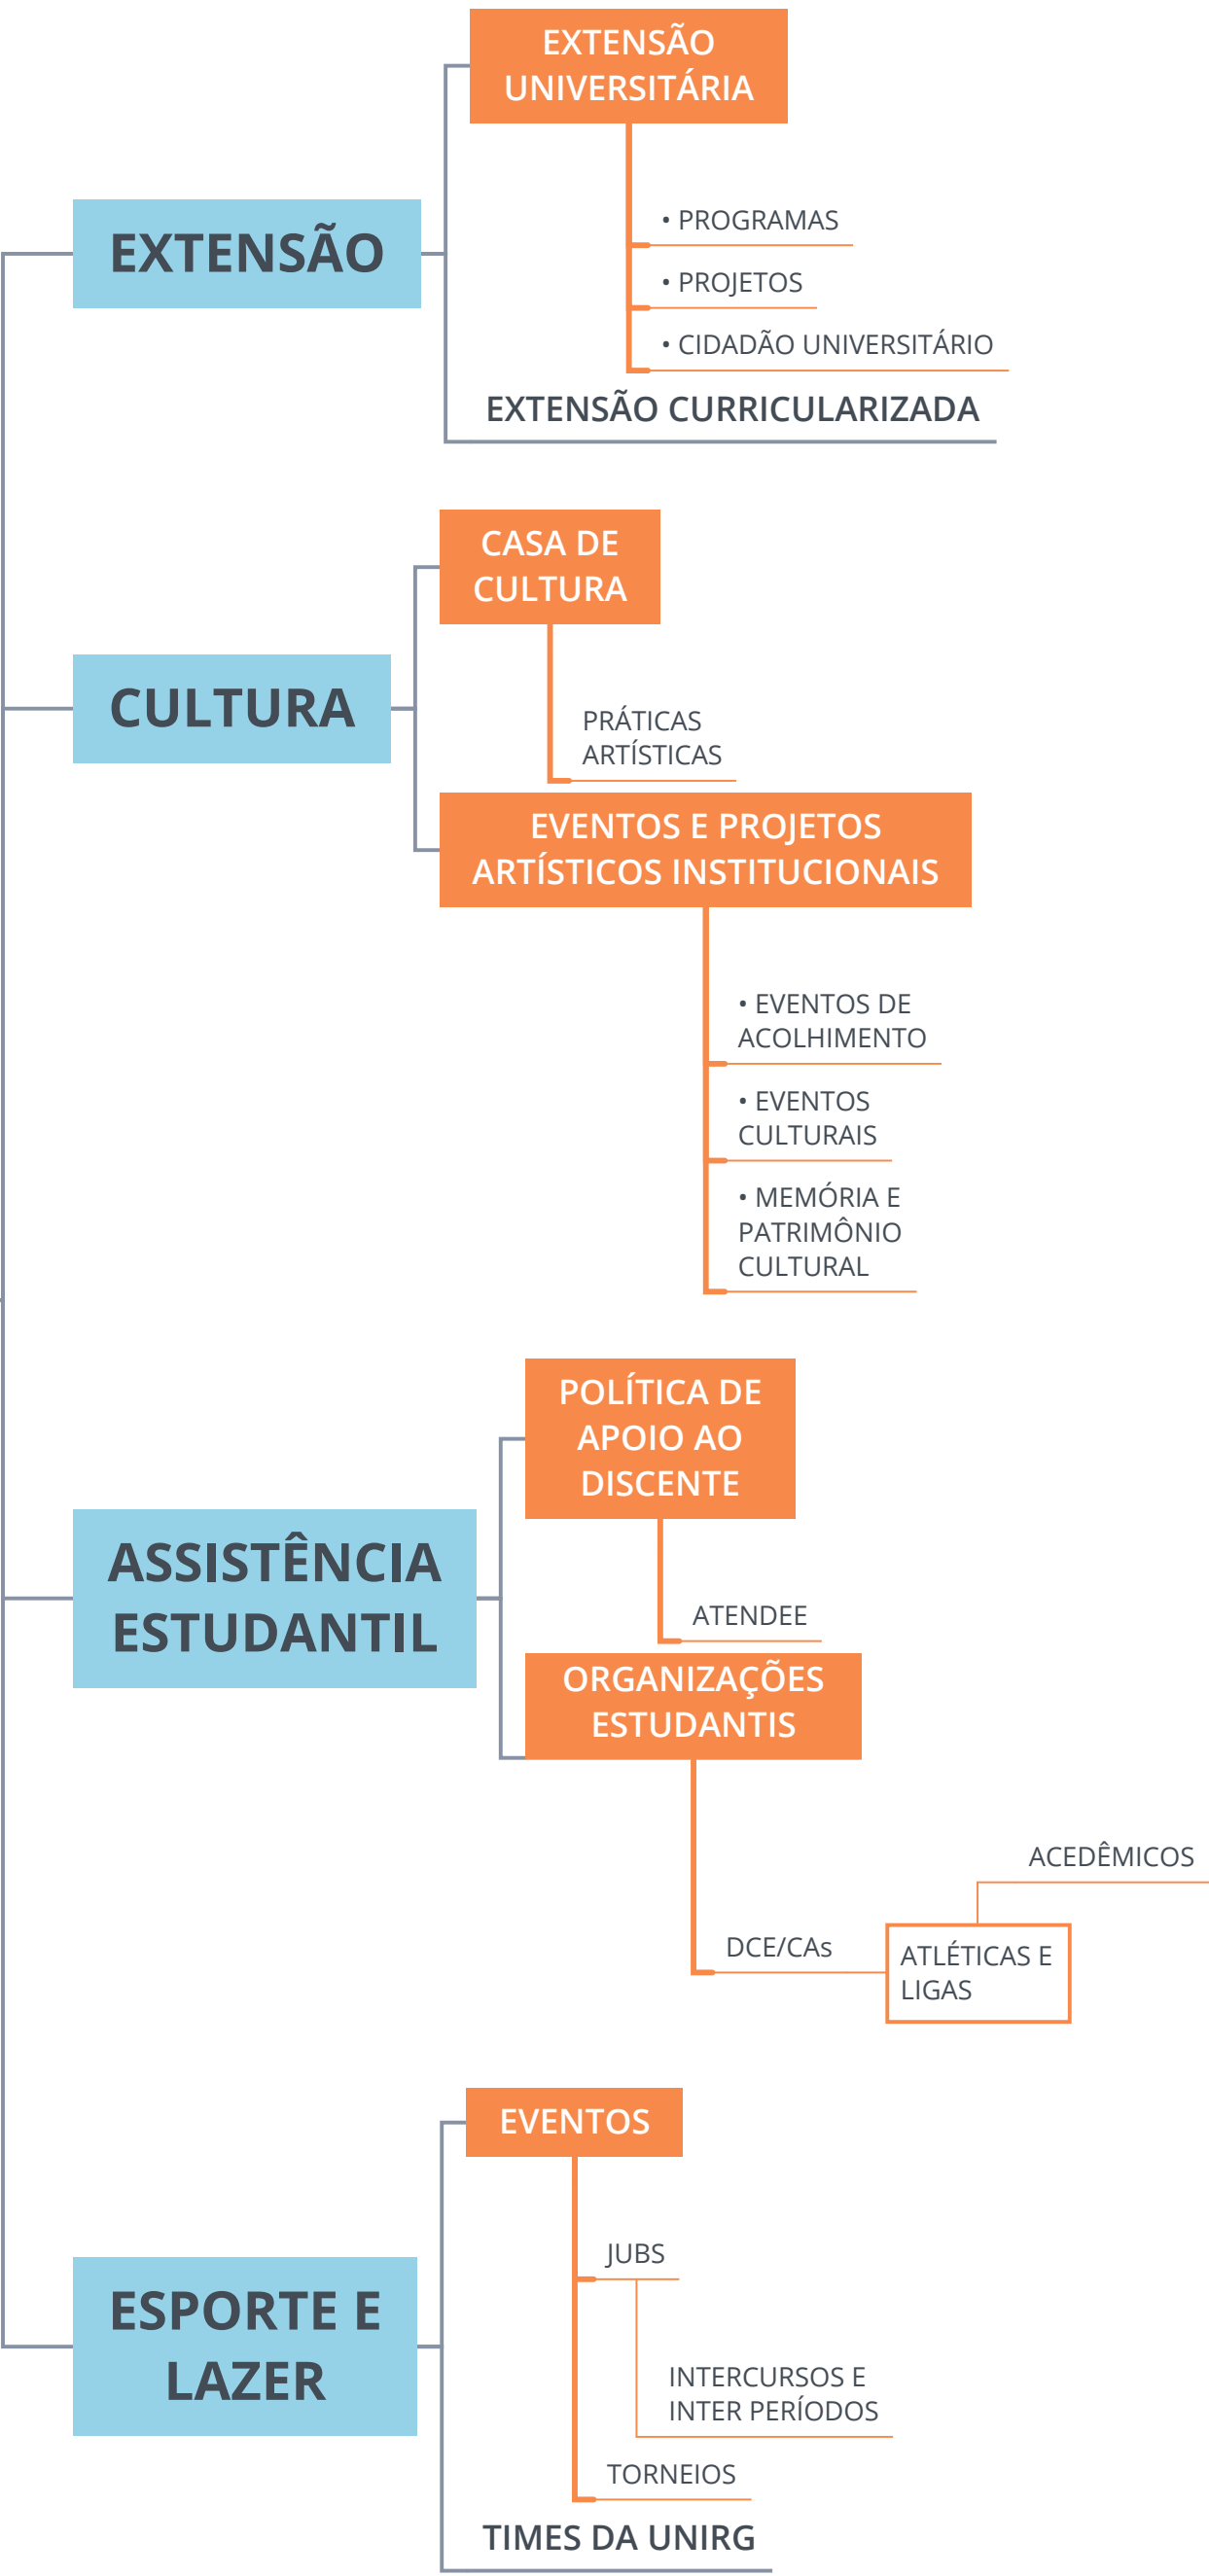 EXTENSÃO
EXTENSÃO
UNIVERSITÁRIA
• PROGRAMAS
• PROJETOS
• CIDADÃO UNIVERSITÁRIO
EXTENSÃO CURRICULARIZADA
CULTURA
CASA DE
CULTURA
PRÁTICAS
ARTÍSTICAS
EVENTOS E PROJETOS
ARTÍSTICOS INSTITUCIONAIS
• EVENTOS DE
ACOLHIMENTO
• EVENTOS
CULTURAIS
• MEMÓRIA E
PATRIMÔNIO
CULTURAL
ASSISTÊNCIA
ESTUDANTIL
POLÍTICA DE
APOIO AO
DISCENTE
ATENDEE
ORGANIZAÇÕES
ESTUDANTIS
DCE/CAs
ATLÉTICAS E
LIGAS
ACEDÊMICOS
ESPORTE E
LAZER
EVENTOS
JUBS
INTERCURSOS E
INTER PERÍODOS
TORNEIOS
TIMES DA UNIRG